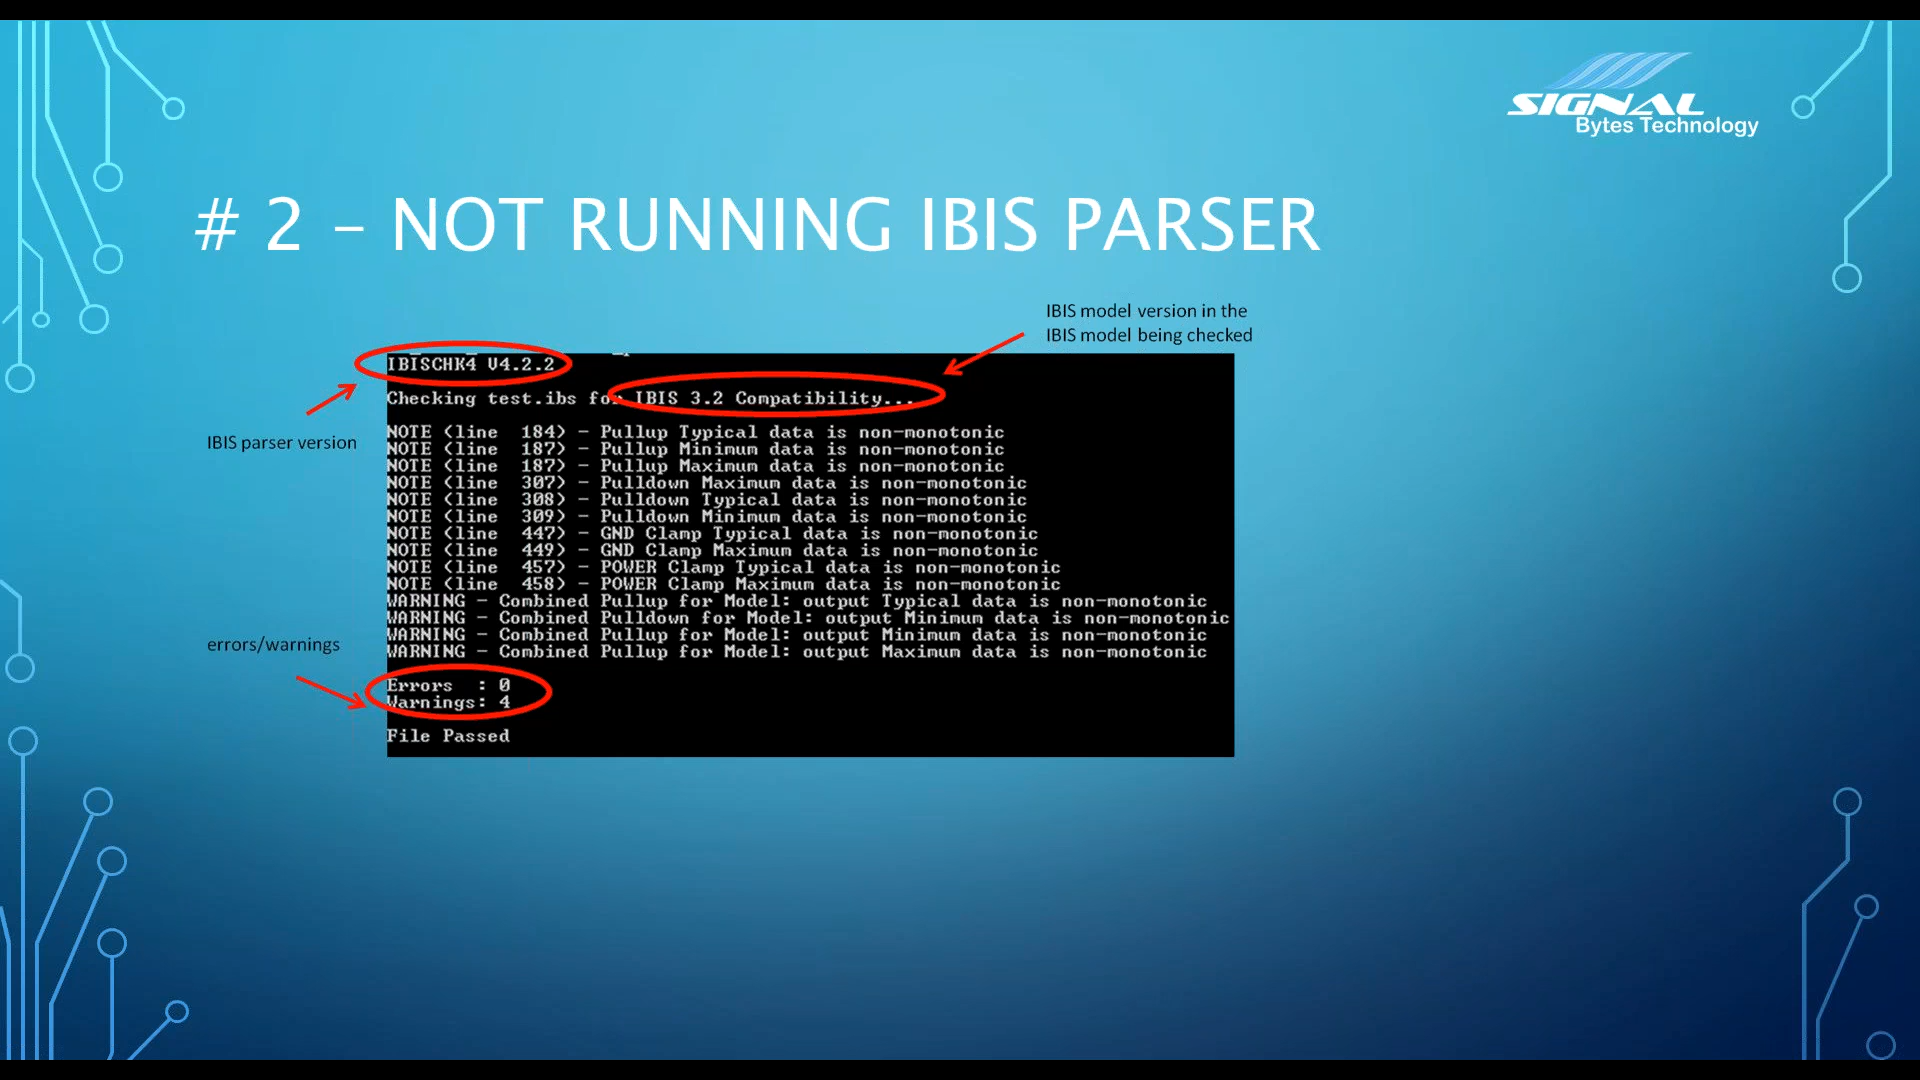 SIGNAL
Bytes Technology
# 2 – NOT RUNNING IBIS PARSER
IBIS model version in the
IBIS model being checked
IBISCHK4 V4.2.2
Checking test.ibs for IBIS 3.2 Compatibility...
IBIS parser version
NOTE (line  184) - Pullup Typical data is non-monotonic
NOTE (line  187) - Pullup Minimum data is non-monotonic
NOTE (line  187) - Pullup Maximum data is non-monotonic
NOTE (line  307) - Pulldown Maximum data is non-monotonic
NOTE (line  308) - Pulldown Typical data is non-monotonic
NOTE (line  309) - Pulldown Minimum data is non-monotonic
NOTE (line  447) - GND Clamp Typical data is non-monotonic
NOTE (line  449) - GND Clamp Maximum data is non-monotonic
NOTE (line  457) - POWER Clamp Typical data is non-monotonic
NOTE (line  458) - POWER Clamp Maximum data is non-monotonic
WARNING - Combined Pullup for Model: output Typical data is non-monotonic
WARNING - Combined Pulldown for Model: output Minimum data is non-monotonic
WARNING - Combined Pullup for Model: output Minimum data is non-monotonic
WARNING - Combined Pullup for Model: output Maximum data is non-monotonic
errors/warnings
Errors  : 0
Warnings: 4
File Passed